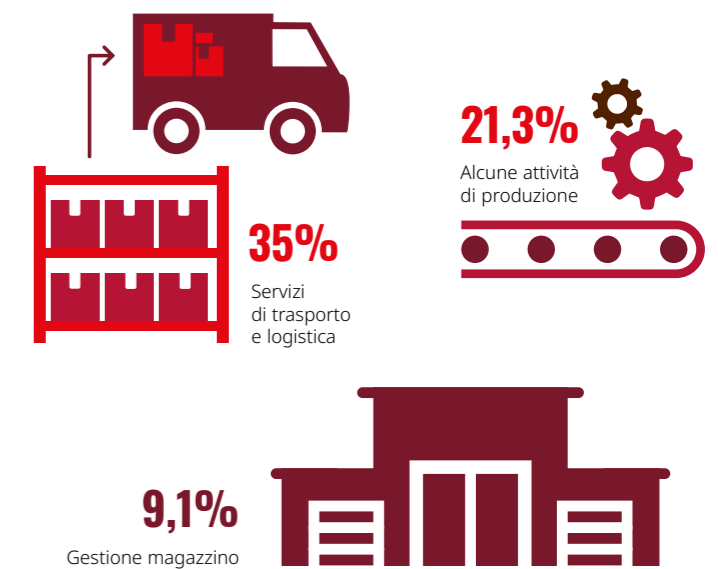 21,3%
Alcune attività
di produzione
35%
Servizi
di trasporto
e logistica
9,1%
Gestione magazzino